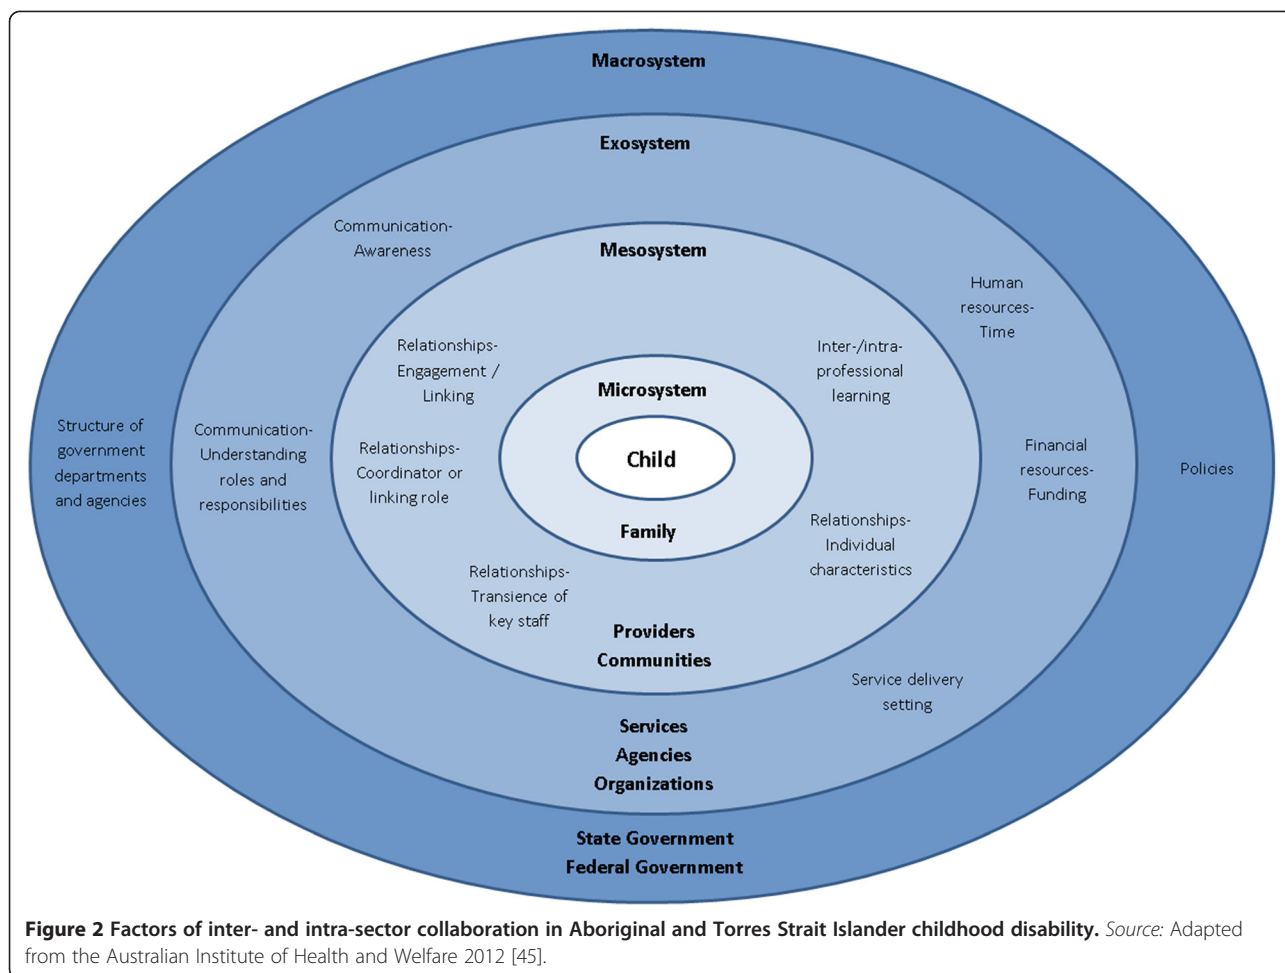 Macrosystem
Exosystem
Communication-
Awareness
Mesosystem
Human
resources-
Time
Relationships-
Engagement /
Linking
Inter-/intra-
professional
learning
Microsystem
Structure of
government
departments
and agencies
Communication-
Understanding
roles and
responsibilities
Relationships-
Coordinator or
linking role
Child
Financial
resources-
Funding
Policies
Family
Relationships-
Individual
characteristics
Relationships-
Transience of
key staff
Providers
Communities
Service delivery
setting
Services
Agencies
Organizations
State Government
Federal Government
Figure 2 Factors of inter- and intra-sector collaboration in Aboriginal and Torres Strait Islander childhood disability. Source: Adapted
from the Australian Institute of Health and Welfare 2012 [45].